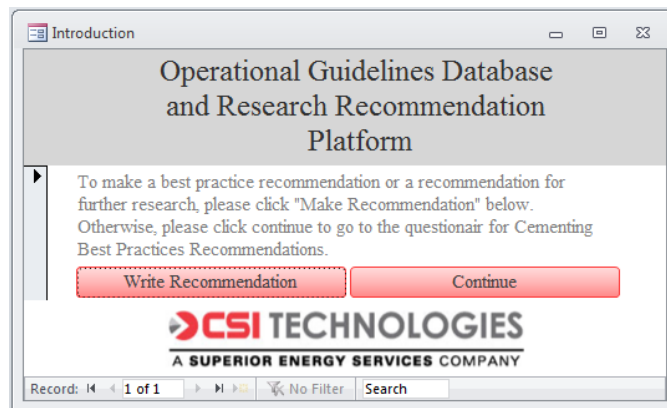 Introduction
Operational Guidelines Database
and Research Recommendation
Platform
To make a best practice recommendation or a recommendation for
further research, please click "Make Recommendation" below.
Otherwise, please click continue to go to the questionair for Cementing
Best Practices Recommendations.
Write Recommendation Continue
CSI TECHNOLOGIES
A SUPERIOR ENERGY SERVICES COMPANY
Record: 1 of 1 No Filter Search